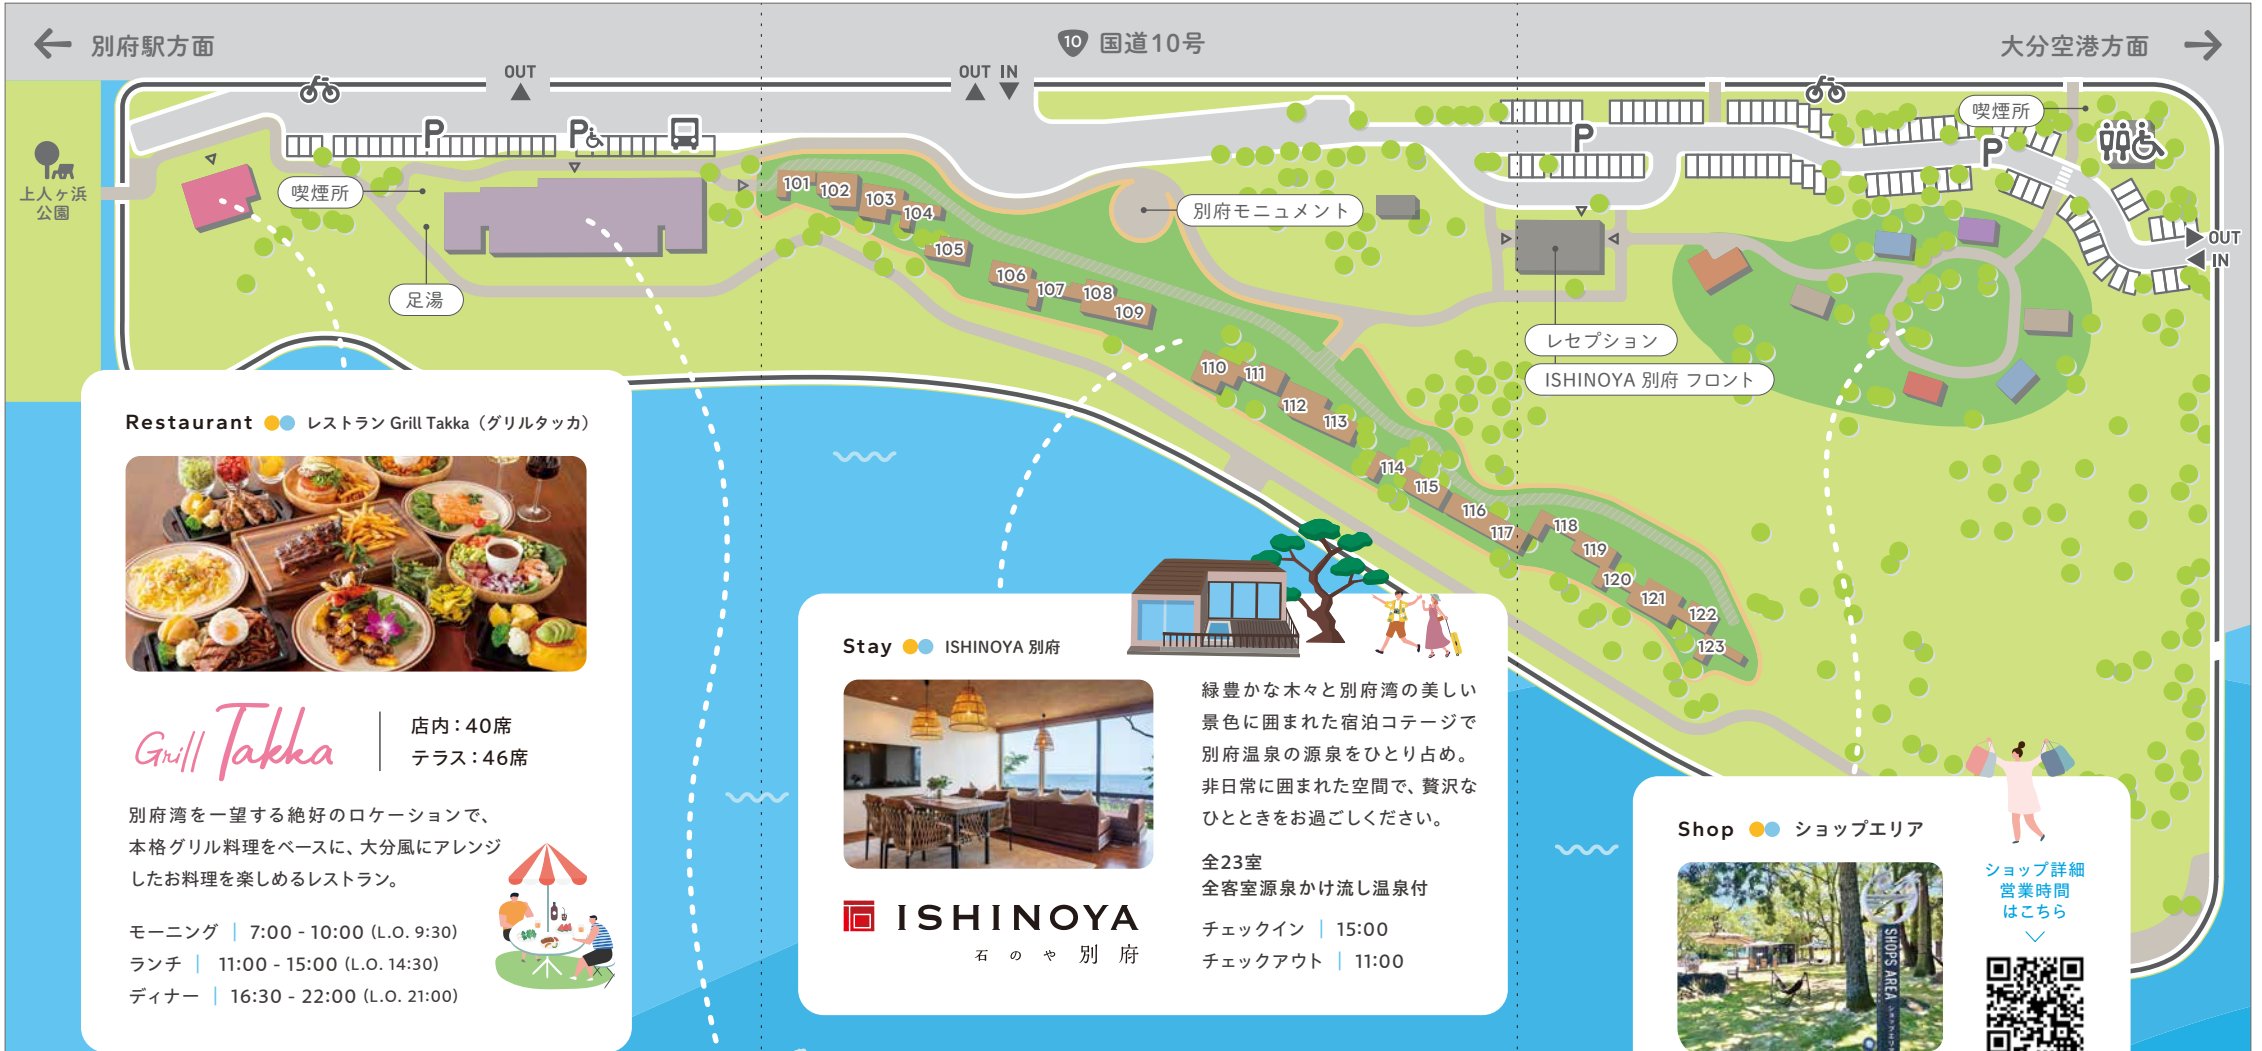 別府駅方面
10 国道10号
大分空港方面
OUT
OUT IN
喫煙所
P
P
P
P
上人ヶ浜
公園
喫煙所
足湯
別府モニュメント
OUT
IN
レセプション
ISHINOYA 別府 フロント
101
102
103
104
105
106
107
108
109
110
111
112
113
114
115
116
117
118
119
120
121
122
123
Restaurant レストラン Grill Takka（グリルタッカ）
Grill Takka
店内：40席
テラス：46席
別府湾を一望する絶好のロケーションで、
本格グリル料理をベースに、大分風にアレンジ
したお料理を楽しめるレストラン。
モーニング | 7:00 - 10:00 (L.O. 9:30)
ランチ | 11:00 - 15:00 (L.O. 14:30)
ディナー | 16:30 - 22:00 (L.O. 21:00)
Stay ISHINOYA 別府
緑豊かな木々と別府湾の美しい
景色に囲まれた宿泊コテージで
別府温泉の源泉をひとり占め。
非日常に囲まれた空間で、贅沢な
ひとときをお過ごしください。
全23室
全客室源泉かけ流し温泉付
チェックイン | 15:00
チェックアウト | 11:00
ISHINOYA
石のや 別府
Shop ショップエリア
ショップ詳細
営業時間
はこちら
SHOPS AREA
ショップエリア